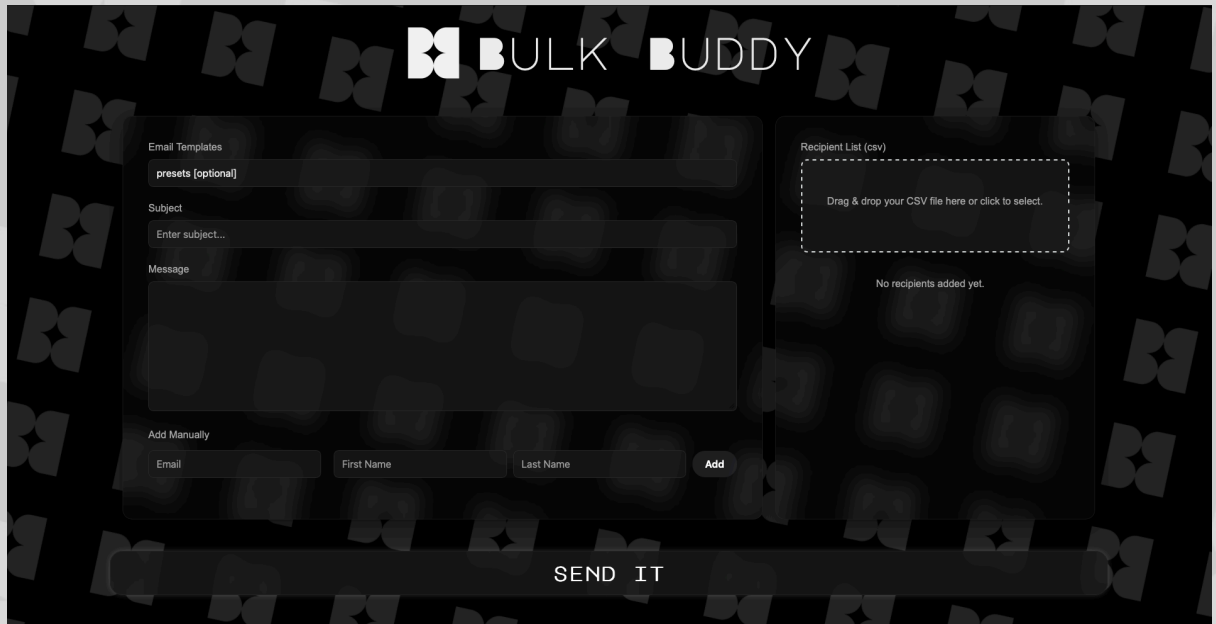 BULK BUDDY
Email Templates
presets [optional]
Subject
Enter subject...
Message
Add Manually
Email
First Name
Last Name
Add
Recipient List (csv)
Drag & drop your CSV file here or click to select.
No recipients added yet.
SEND IT